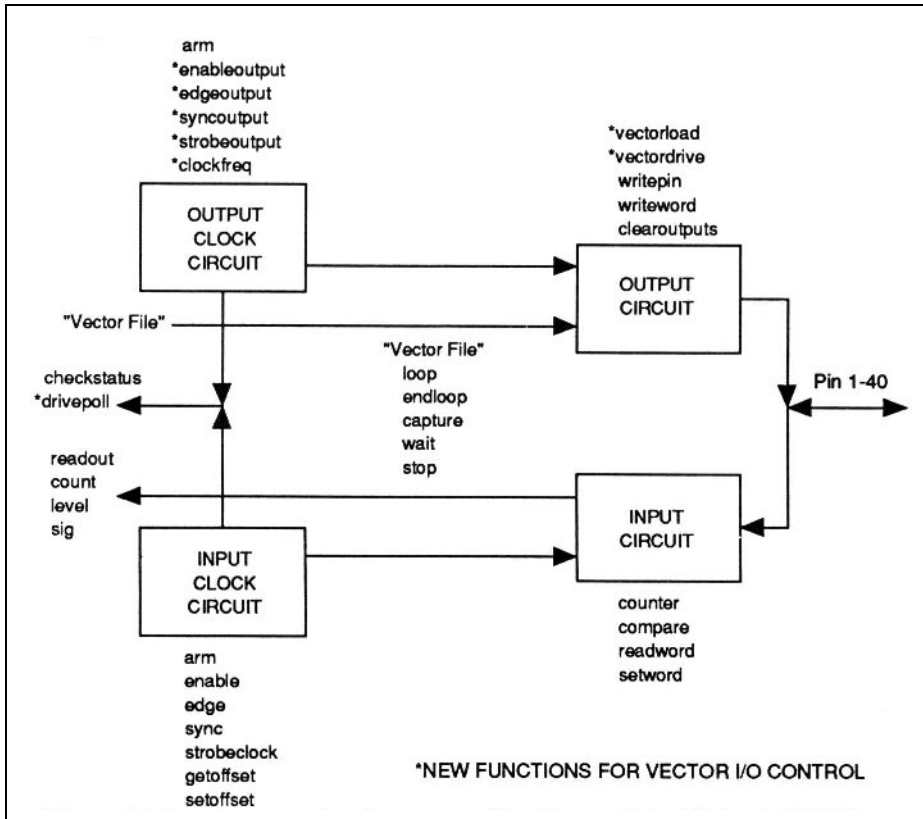 arm
*enableoutput
*edgeoutput
*syncoutput
*strobeoutput
*clockfreq
OUTPUT
CLOCK
CIRCUIT
*vectorload
*vectordrive
writepin
writeword
clearoutputs
OUTPUT
CIRCUIT
"Vector File"
"Vector File"
loop
endloop
capture
wait
stop
checkstatus
*drivepoll
Pin 1-40
readout
count
level
sig
INPUT
CLOCK
CIRCUIT
INPUT
CIRCUIT
counter
compare
readword
setword
arm
enable
edge
sync
strobeclock
getoffset
setoffset
*NEW FUNCTIONS FOR VECTOR I/O CONTROL